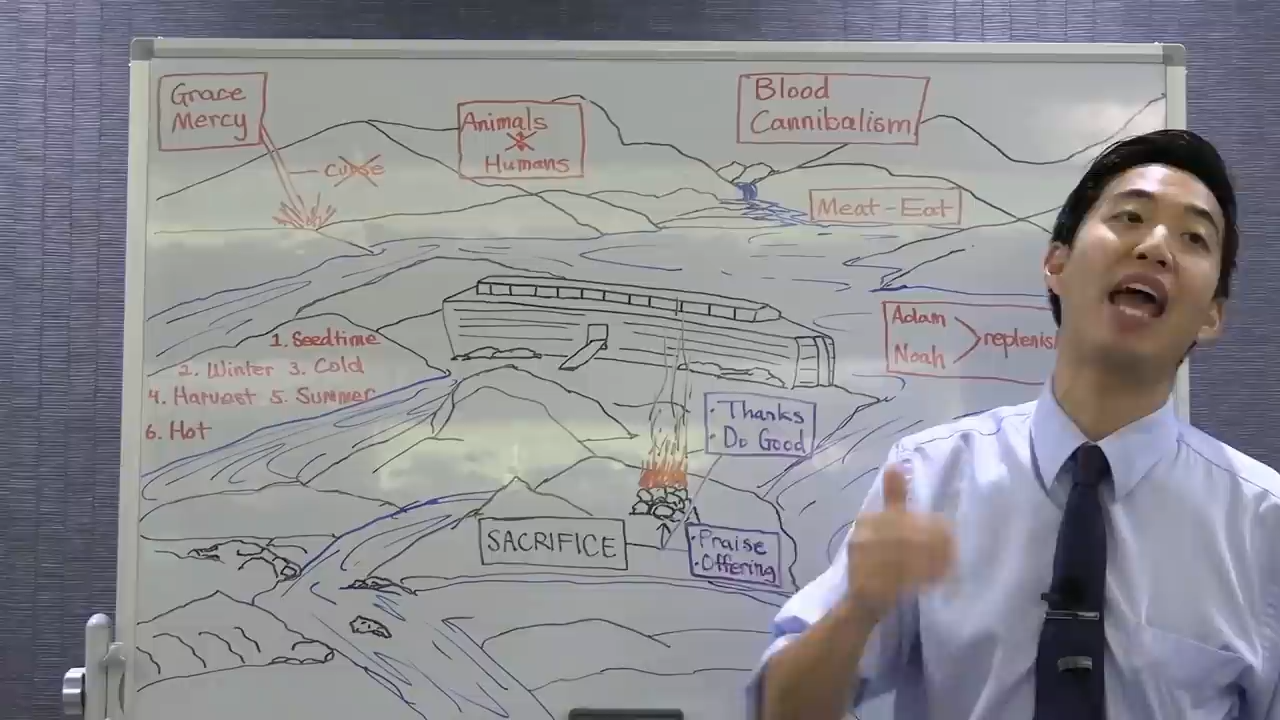 Grace
Mercy
curse
Animals
Humans
Blood
Cannibalism
Meat-Eat
1. Seedtime
2. Winter 3. Cold
4. Harvest 5. Summer
6. Hot
Adam
Noah
replenis
· Thanks
· Do Good
SACRIFICE
· Praise
· Offering